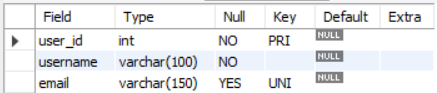 Field Type Null Key Default Extra
user_id int NO PRI NULL
username varchar(100) NO NULL
email varchar(150) YES UNI NULL